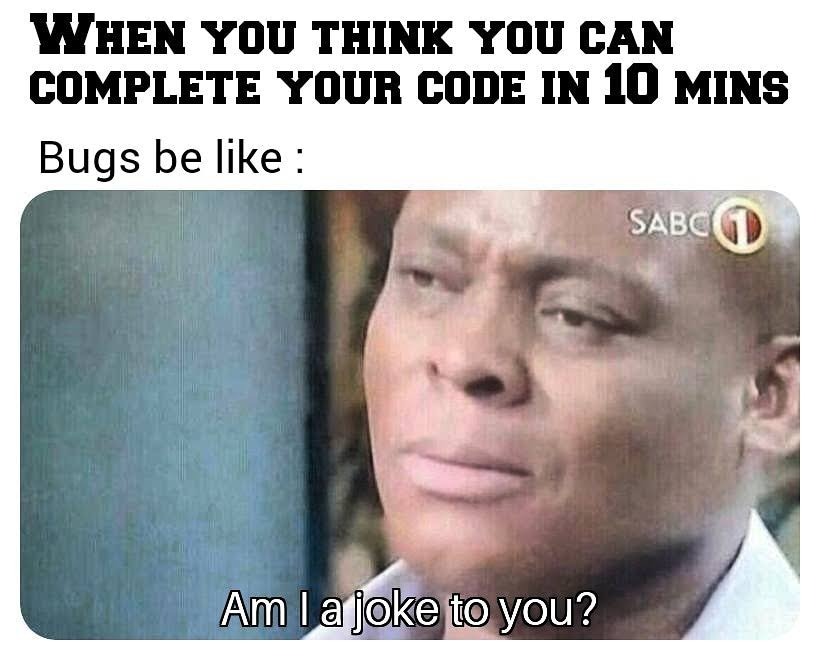 WHEN YOU THINK YOU CAN
COMPLETE YOUR CODE IN 10 MINS
Bugs be like :
SABC 1
Am I a joke to you?